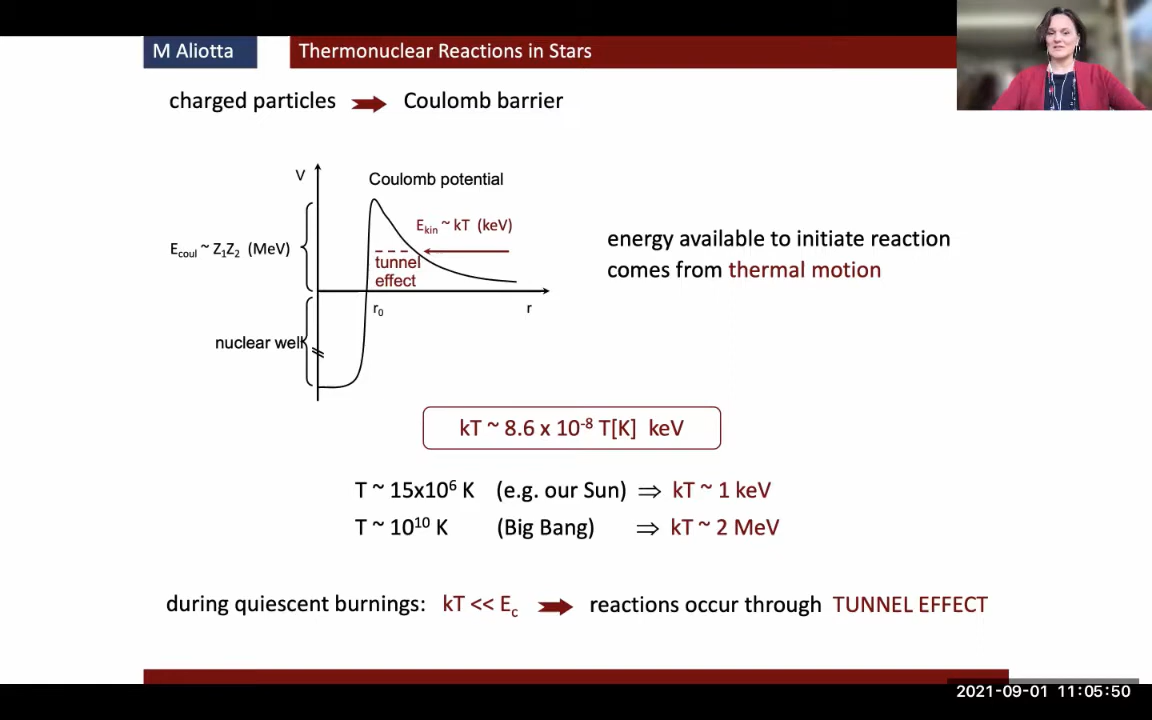 M Aliotta
Thermonuclear Reactions in Stars
charged particles
Coulomb barrier
V
Coulomb potential
E_kin ~ kT (keV)
E_coul ~ Z₁Z₂ (MeV)
tunnel
effect
r₀
r
nuclear well
energy available to initiate reaction
comes from thermal motion
kT ~ 8.6 x 10⁻⁸ T[K] keV
T ~ 15x10⁶ K (e.g. our Sun) ⇒ kT ~ 1 keV
T ~ 10¹⁰ K (Big Bang) ⇒ kT ~ 2 MeV
during quiescent burnings: kT << E_c reactions occur through TUNNEL EFFECT
2021-09-01 11:05:50